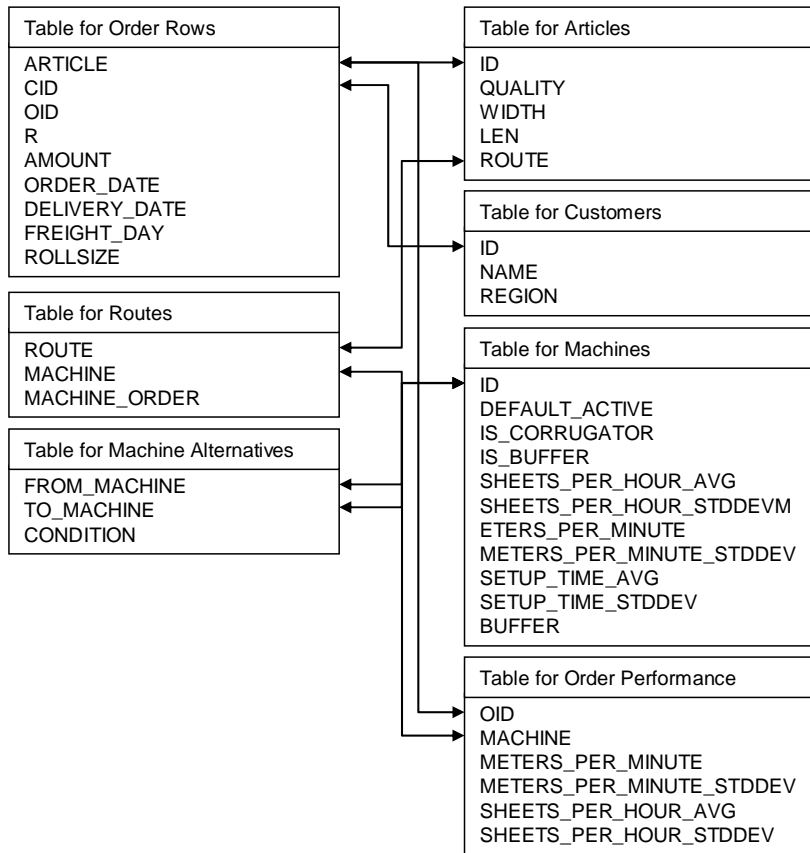 Table for Order Rows
ARTICLE
CID
OID
R
AMOUNT
ORDER_DATE
DELIVERY_DATE
FREIGHT_DAY
ROLLSIZE
Table for Routes
ROUTE
MACHINE
MACHINE_ORDER
Table for Machine Alternatives
FROM_MACHINE
TO_MACHINE
CONDITION
Table for Articles
ID
QUALITY
WIDTH
LEN
ROUTE
Table for Customers
ID
NAME
REGION
Table for Machines
ID
DEFAULT_ACTIVE
IS_CORRUGATOR
IS_BUFFER
SHEETS_PER_HOUR_AVG
SHEETS_PER_HOUR_STDDEVM
ETERS_PER_MINUTE
METERS_PER_MINUTE_STDDEV
SETUP_TIME_AVG
SETUP_TIME_STDDEV
BUFFER
Table for Order Performance
OID
MACHINE
METERS_PER_MINUTE
METERS_PER_MINUTE_STDDEV
SHEETS_PER_HOUR_AVG
SHEETS_PER_HOUR_STDDEV